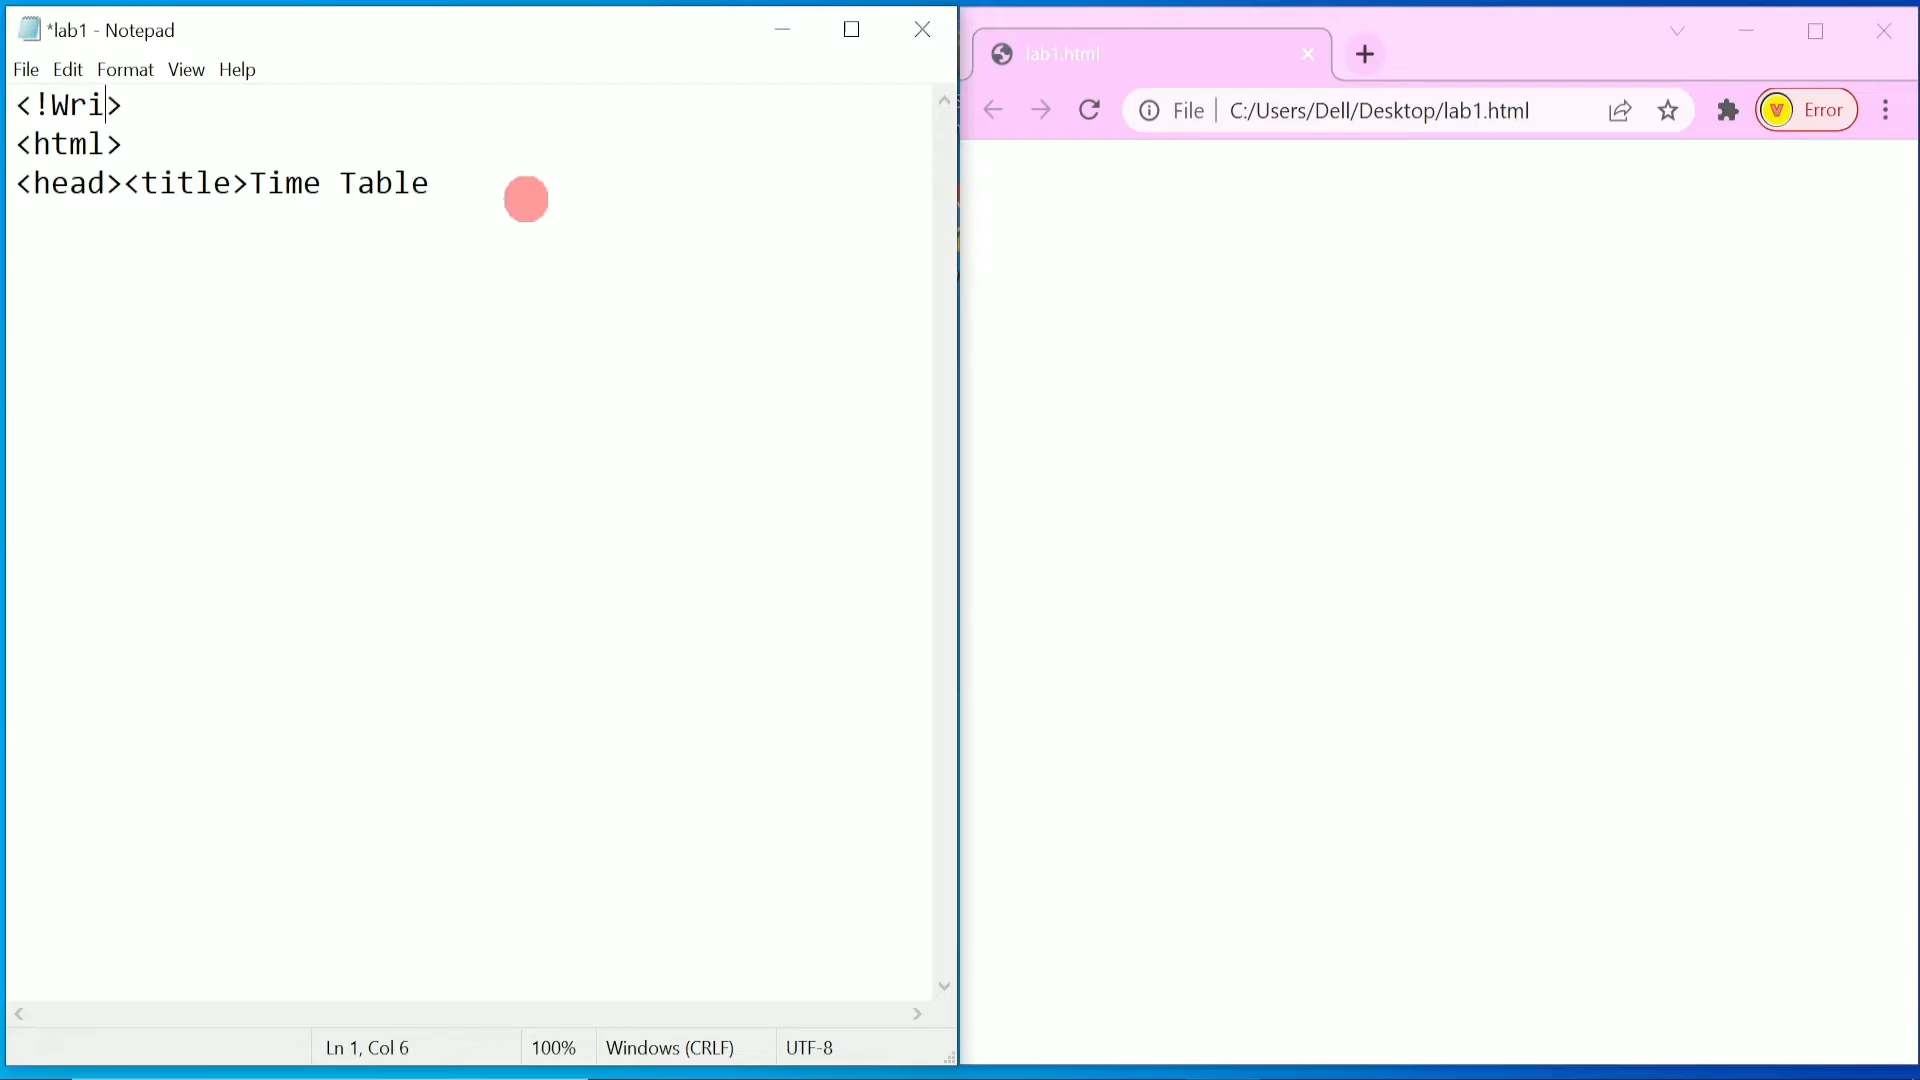 *lab1 - Notepad
File Edit Format View Help
<!Wri>
<html>
<head><title>Time Table
Ln 1, Col 6 100% Windows (CRLF) UTF-8
lab1.html
File C:/Users/Dell/Desktop/lab1.html V Error